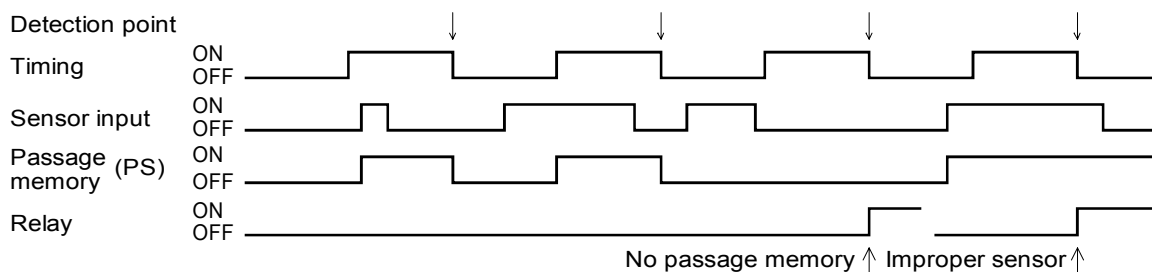 Detection point
Timing ON
OFF
Sensor input ON
OFF
Passage memory (PS) ON
OFF
Relay ON
OFF
No passage memory Improper sensor